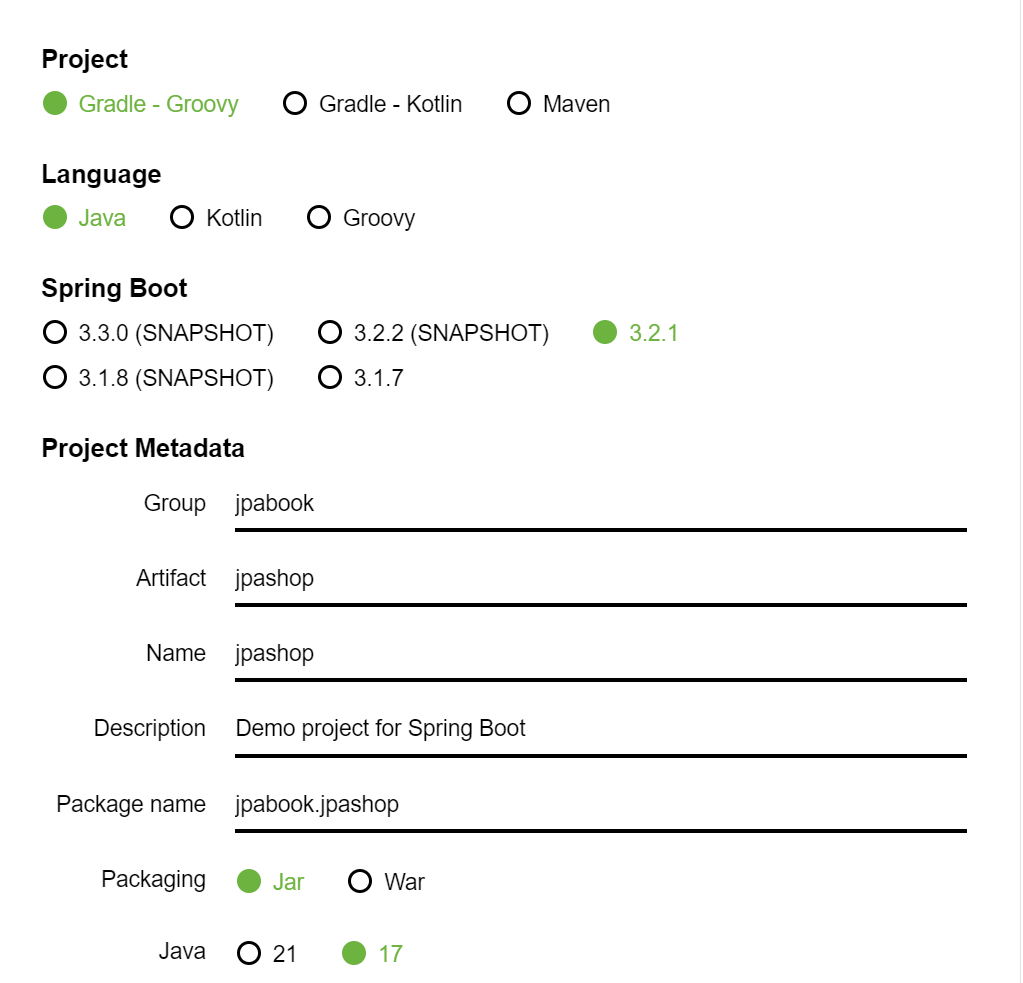 Project
Gradle - Groovy Gradle - Kotlin Maven
Language
Java Kotlin Groovy
Spring Boot
3.3.0 (SNAPSHOT) 3.2.2 (SNAPSHOT) 3.2.1
3.1.8 (SNAPSHOT) 3.1.7
Project Metadata
Group jpabook
Artifact jpashop
Name jpashop
Description Demo project for Spring Boot
Package name jpabook.jpashop
Packaging Jar War
Java 21 17